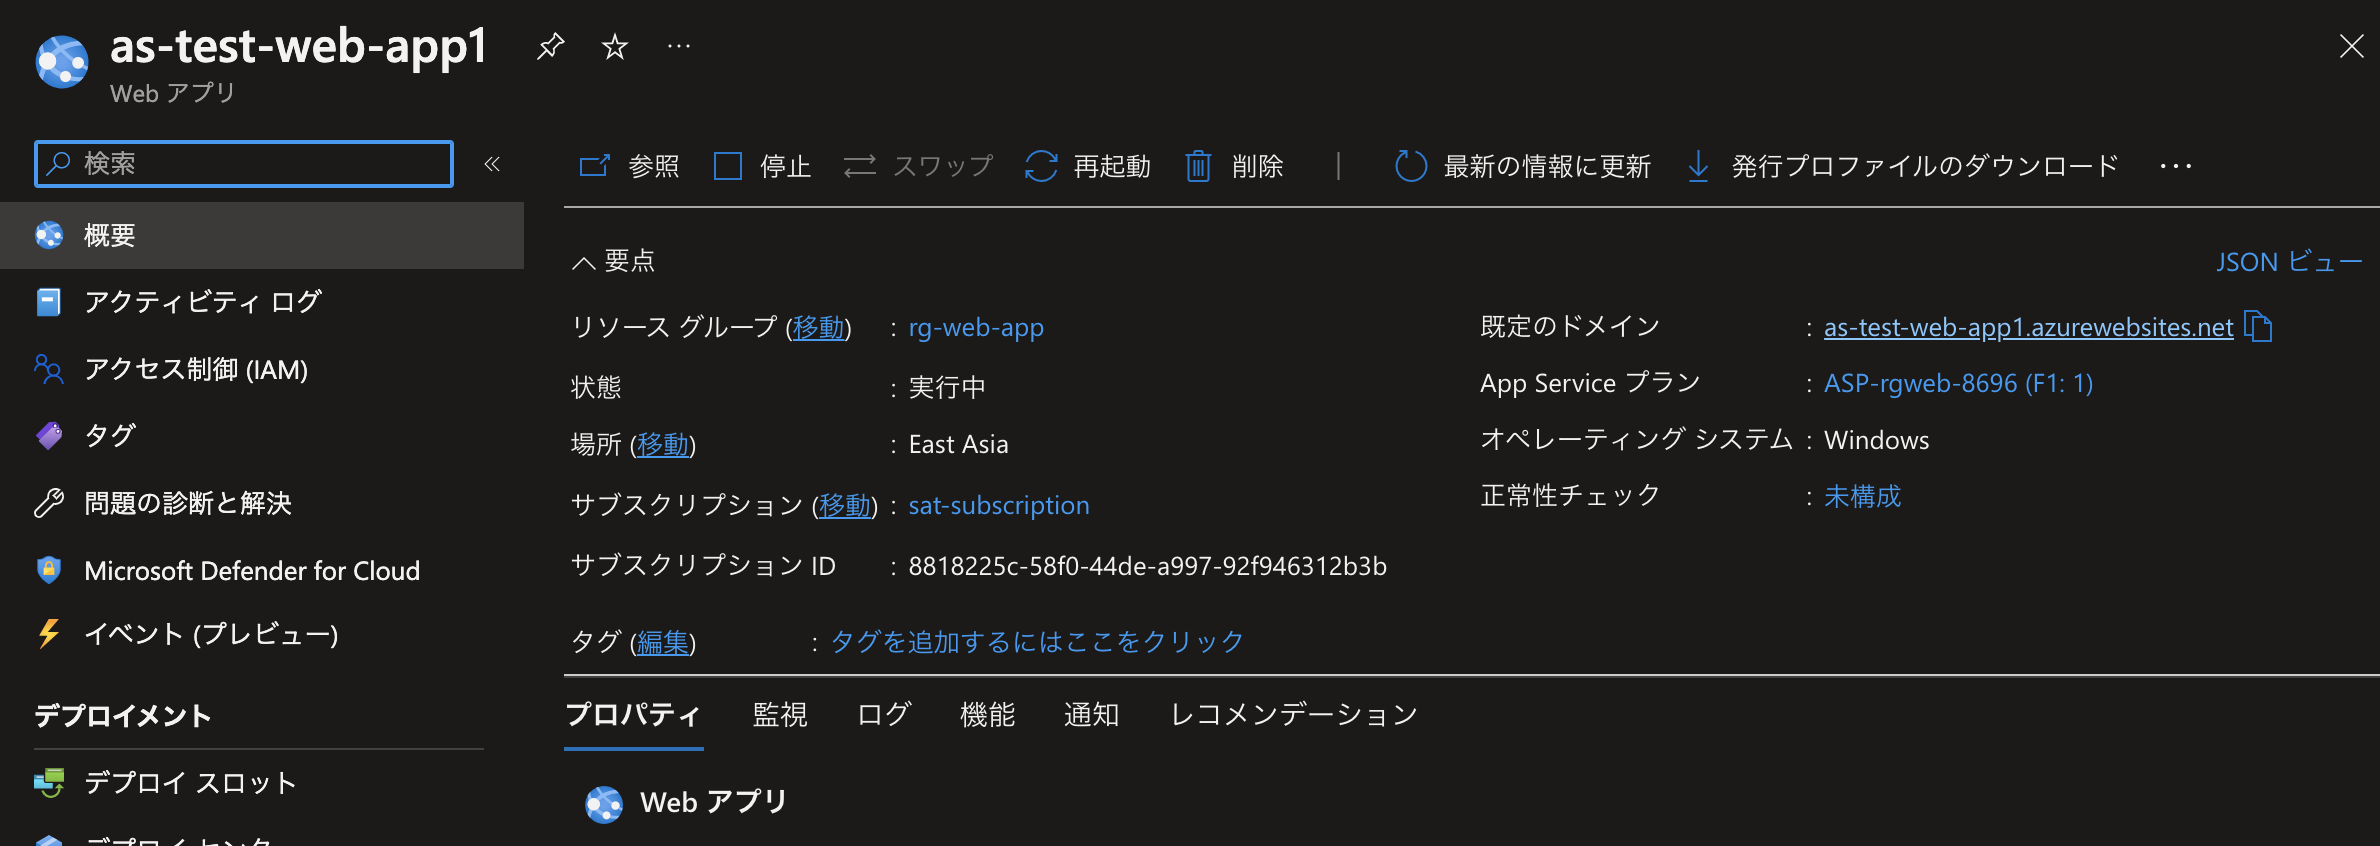 as-test-web-app1
Web アプリ
検索
概要
アクティビティ ログ
アクセス制御 (IAM)
タグ
問題の診断と解決
Microsoft Defender for Cloud
イベント (プレビュー)
デプロイメント
デプロイ スロット
デプロイ センター
参照 停止 スワップ 再起動 削除 | 最新の情報に更新 発行プロファイルのダウンロード
要点
JSON ビュー
リソース グループ (移動) : rg-web-app
状態 : 実行中
場所 (移動) : East Asia
サブスクリプション (移動) : sat-subscription
サブスクリプション ID : 8818225c-58f0-44de-a997-92f946312b3b
既定のドメイン : as-test-web-app1.azurewebsites.net
App Service プラン : ASP-rgweb-8696 (F1: 1)
オペレーティング システム : Windows
正常性チェック : 未構成
タグ (編集) : タグを追加するにはここをクリック
プロパティ 監視 ログ 機能 通知 レコメンデーション
Web アプリ